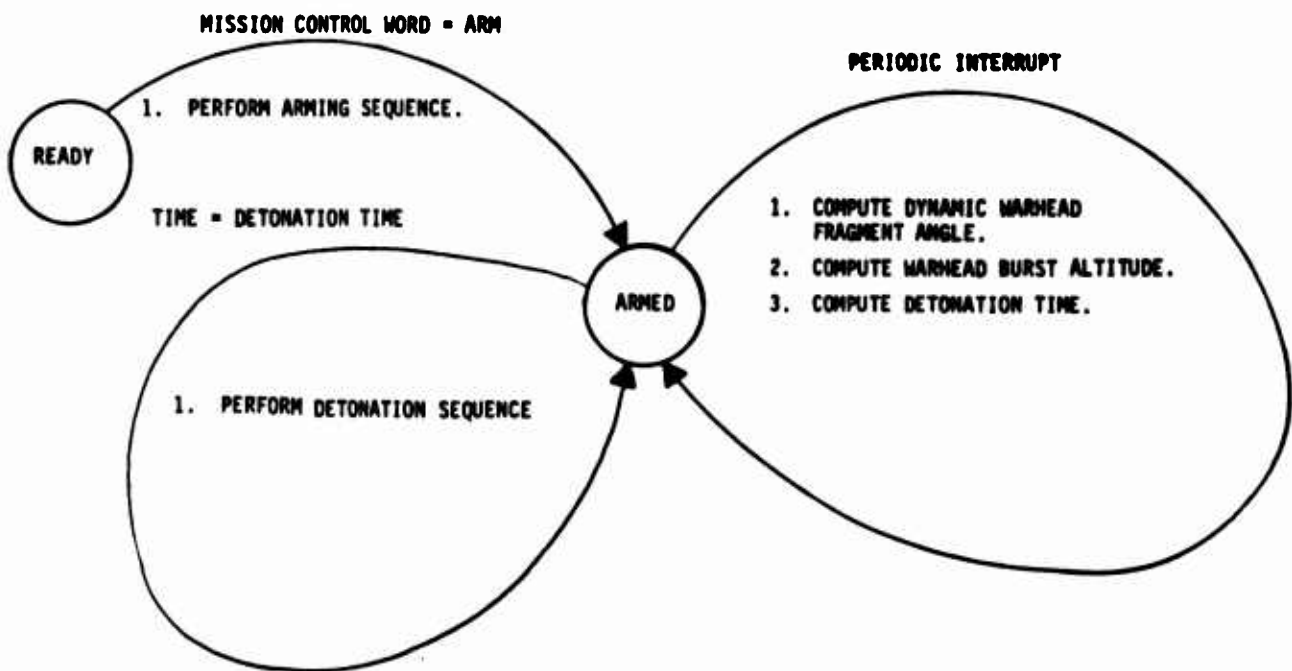 MISSION CONTROL WORD = ARM
PERIODIC INTERRUPT
1. PERFORM ARMING SEQUENCE.
READY
TIME = DETONATION TIME
1. COMPUTE DYNAMIC WARHEAD
FRAGMENT ANGLE.
2. COMPUTE WARHEAD BURST ALTITUDE.
3. COMPUTE DETONATION TIME.
ARMED
1. PERFORM DETONATION SEQUENCE